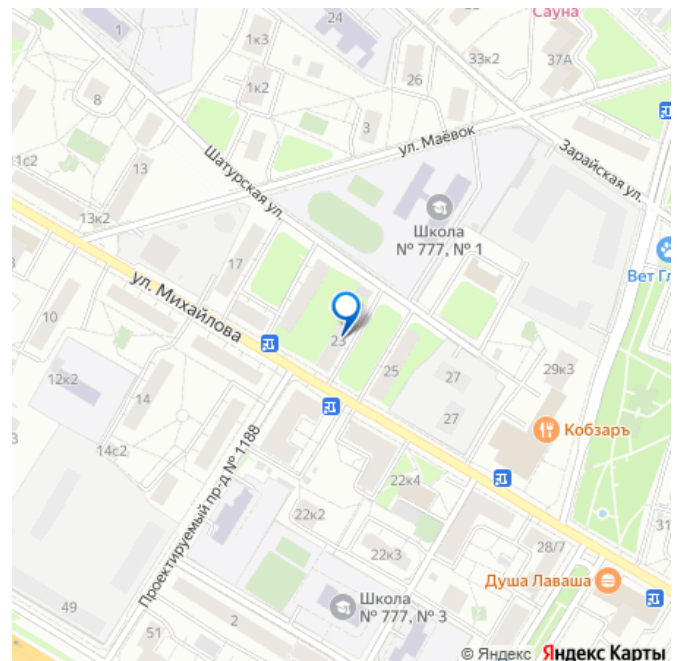 Сауна
24
1
1к3
33к2
37А
26
1к2
8
3
ул. Маёвок
Зарайская ул.
Шатурская ул.
1с2
13
Школа
№ 777, № 1
13к2
17
Вет Гл
ул. Михайлова
10
23
25
27
29к3
12к2
14
27
Кобзаръ
3
14с2
22к4
Проектируемый пр-д № 1188
22к2
31
28/7
22к3
Душа Лаваша
Школа
№ 777, № 3
49
2
51
© Яндекс Яндекс Карты